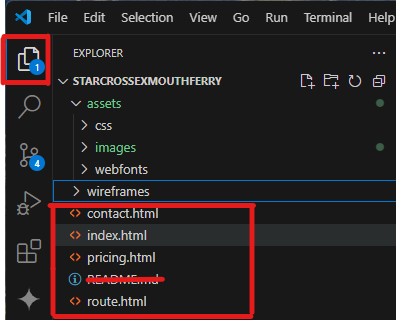 File Edit Selection View Go Run Terminal Help
EXPLORER
1
STARCROSSEXMOUTHFERRY
assets
css
images
4
webfonts
wireframes
contact.html
index.html
pricing.html
README.md
route.html